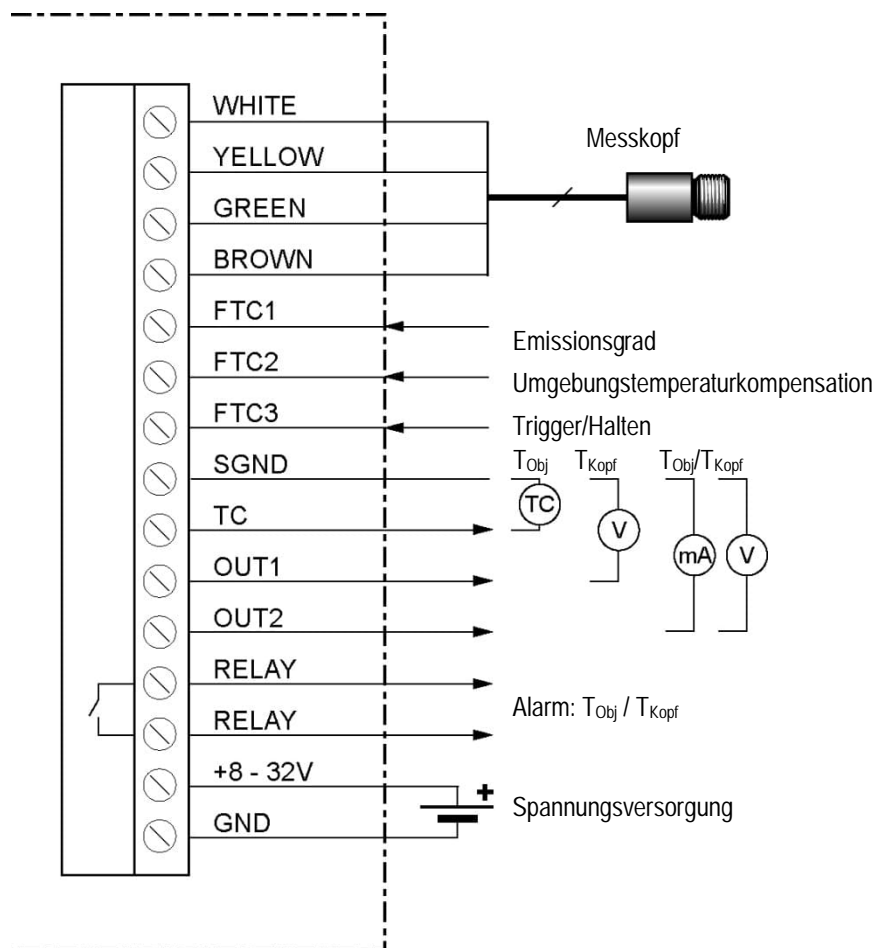 WHITE
YELLOW
GREEN
BROWN
Messkopf
FTC1
Emissionsgrad
FTC2
Umgebungstemperaturkompensation
FTC3
Trigger/Halten
SGND
TObj TKopf TObj/TKopf
TC
TC
V
mA V
OUT1
OUT2
RELAY
RELAY
Alarm: TObj / TKopf
+8 - 32V
+
Spannungsversorgung
GND